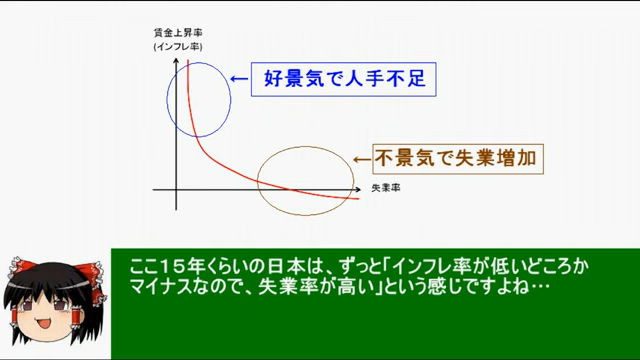 賃金上昇率
(インフレ率)
好景気で人手不足
不景気で失業増加
失業率
ここ15年くらいの日本は、ずっと「インフレ率が低いどころか
マイナスなので、失業率が高い」という感じですよね…